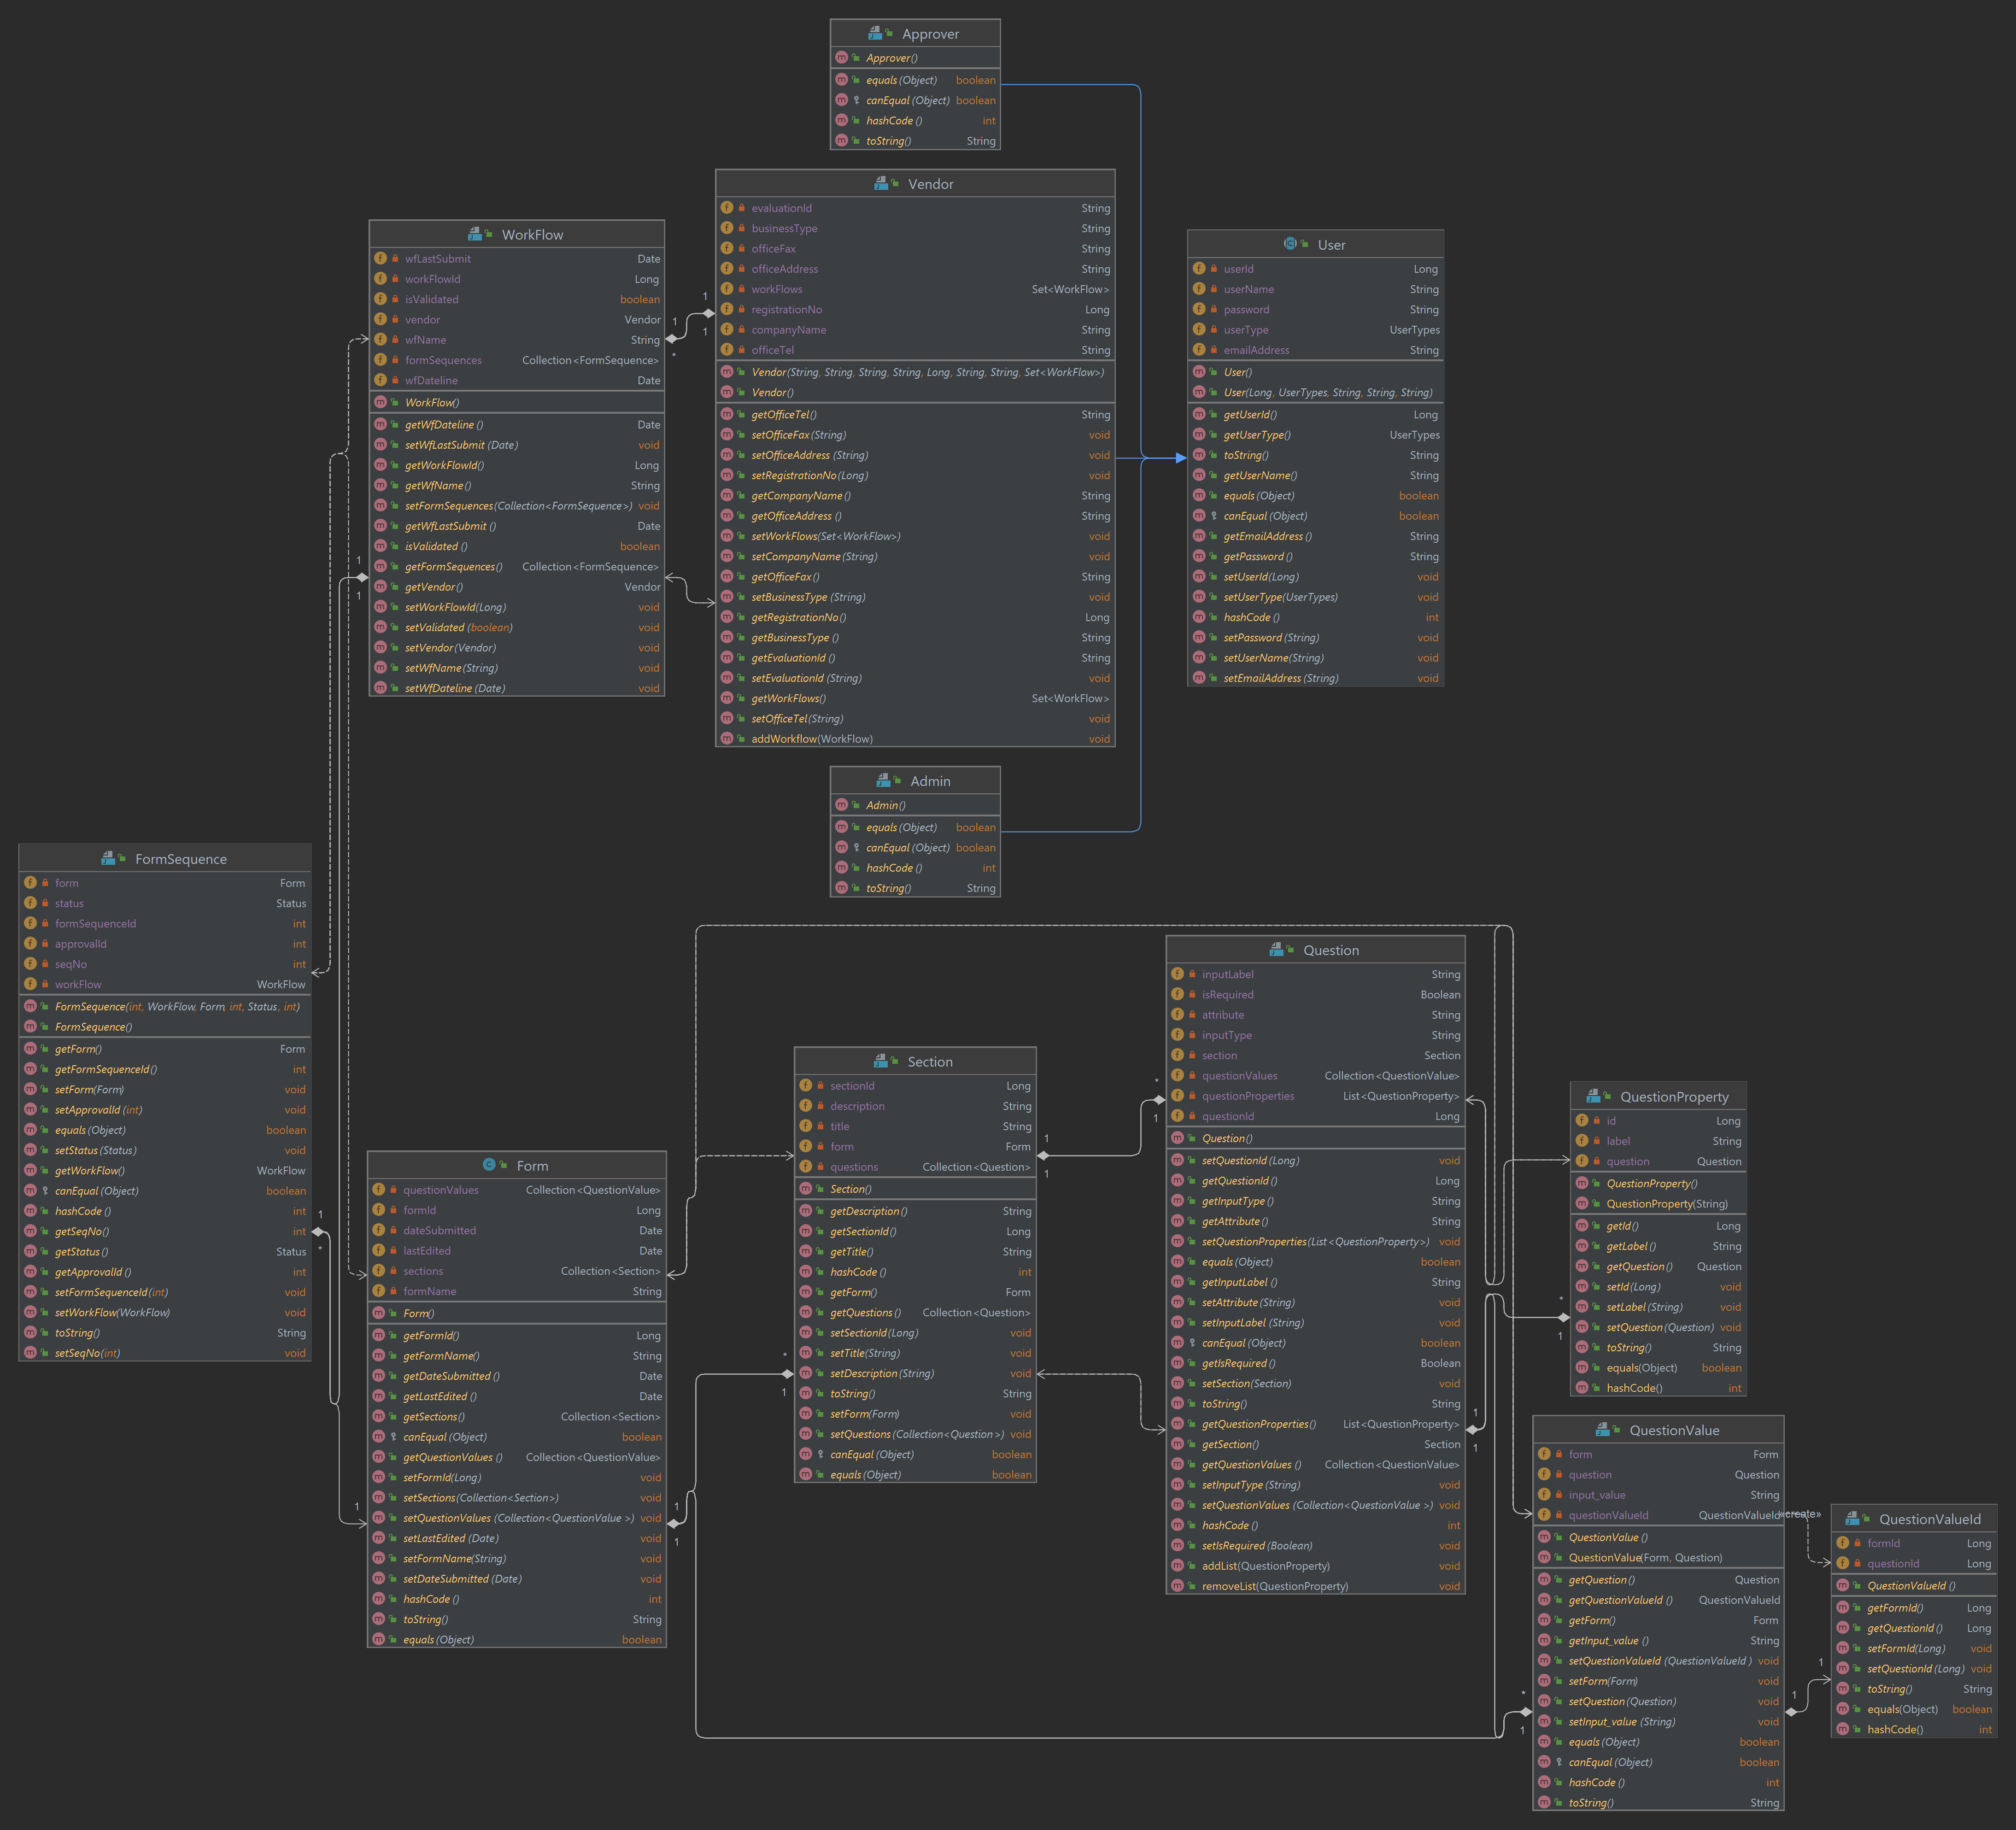 Approver
Approver()
equals(Object) boolean
canEqual(Object) boolean
hashCode() int
toString() String
Vendor
evaluationId String
businessType String
officeFax String
officeAddress String
workFlows Set<WorkFlow>
registrationNo Long
companyName String
officeTel String
Vendor(String, String, String, String, Long, String, String, Set<WorkFlow>)
Vendor()
getOfficeTel() String
setOfficeFax(String) void
setOfficeAddress(String) void
setRegistrationNo(Long) void
getCompanyName() String
getOfficeAddress() String
setWorkFlows(Set<WorkFlow>) void
setCompanyName(String) void
getOfficeFax() String
setBusinessType(String) void
getRegistrationNo() Long
getBusinessType() String
getEvaluationId() String
setEvaluationId(String) void
getWorkFlows() Set<WorkFlow>
setOfficeTel(String) void
addWorkflow(WorkFlow) void
WorkFlow
wfLastSubmit Date
workFlowId Long
isValidated boolean
vendor Vendor
wfName String
formSequences Collection<FormSequence>
wfDateline Date
WorkFlow()
getWfDateline() Date
setWfLastSubmit(Date) void
getWorkFlowId() Long
getWfName() String
setFormSequences(Collection<FormSequence>) void
getWfLastSubmit() Date
isValidated() boolean
getFormSequences() Collection<FormSequence>
getVendor() Vendor
setWorkFlowId(Long) void
setValidated(boolean) void
setVendor(Vendor) void
setWfName(String) void
setWfDateline(Date) void
1
1
1
*
1
1
User
userId Long
userName String
password String
userType UserTypes
emailAddress String
User()
User(Long, UserTypes, String, String, String)
getUserId() Long
getUserType() UserTypes
toString() String
getUserName() String
equals(Object) boolean
canEqual(Object) boolean
getEmailAddress() String
getPassword() String
setUserId(Long) void
setUserType(UserTypes) void
hashCode() int
setPassword(String) void
setUserName(String) void
setEmailAddress(String) void
Admin
Admin()
equals(Object) boolean
canEqual(Object) boolean
hashCode() int
toString() String
FormSequence
form Form
status Status
formSequenceId int
approvalId int
seqNo int
workFlow WorkFlow
FormSequence(int, WorkFlow, Form, int, Status, int)
FormSequence()
getForm() Form
getFormSequenceId() int
setForm(Form) void
setApprovalId(int) void
equals(Object) boolean
setStatus(Status) void
getWorkFlow() WorkFlow
canEqual(Object) boolean
hashCode() int
getSeqNo() int
getStatus() Status
getApprovalId() int
setFormSequenceId(int) void
setWorkFlow(WorkFlow) void
toString() String
setSeqNo(int) void
1
*
1
Form
questionValues Collection<QuestionValue>
formId Long
dateSubmitted Date
lastEdited Date
sections Collection<Section>
formName String
Form()
getFormId() Long
getFormName() String
getDateSubmitted() Date
getLastEdited() Date
getSections() Collection<Section>
canEqual(Object) boolean
getQuestionValues() Collection<QuestionValue>
setFormId(Long) void
setSections(Collection<Section>) void
setQuestionValues(Collection<QuestionValue>) void
setLastEdited(Date) void
setFormName(String) void
setDateSubmitted(Date) void
hashCode() int
toString() String
equals(Object) boolean
1
1
*
1
Section
sectionId Long
description String
title String
form Form
questions Collection<Question>
Section()
getDescription() String
getSectionId() Long
getTitle() String
hashCode() int
getForm() Form
getQuestions() Collection<Question>
setSectionId(Long) void
setTitle(String) void
setDescription(String) void
toString() String
setForm(Form) void
setQuestions(Collection<Question>) void
canEqual(Object) boolean
equals(Object) boolean
1
1
*
1
Question
inputLabel String
isRequired Boolean
attribute String
inputType String
section Section
questionValues Collection<QuestionValue>
questionProperties List<QuestionProperty>
questionId Long
Question()
setQuestionId(Long) void
getQuestionId() Long
getInputType() String
getAttribute() String
setQuestionProperties(List<QuestionProperty>) void
equals(Object) boolean
getInputLabel() String
setAttribute(String) void
setInputLabel(String) void
canEqual(Object) boolean
getIsRequired() Boolean
setSection(Section) void
toString() String
getQuestionProperties() List<QuestionProperty>
getSection() Section
getQuestionValues() Collection<QuestionValue>
setInputType(String) void
setQuestionValues(Collection<QuestionValue>) void
hashCode() int
setIsRequired(Boolean) void
addList(QuestionProperty) void
removeList(QuestionProperty) void
1
1
*
1
QuestionProperty
id Long
label String
question Question
QuestionProperty()
QuestionProperty(String)
getId() Long
getLabel() String
getQuestion() Question
setId(Long) void
setLabel(String) void
setQuestion(Question) void
toString() String
equals(Object) boolean
hashCode() int
QuestionValue
form Form
question Question
input_value String
questionValueId QuestionValueId
«create»
QuestionValue()
QuestionValue(Form, Question)
getQuestion() Question
getQuestionValueId() QuestionValueId
getForm() Form
getInput_value() String
setQuestionValueId(QuestionValueId) void
setForm(Form) void
setQuestion(Question) void
setInput_value(String) void
equals(Object) boolean
canEqual(Object) boolean
hashCode() int
toString() String
*
1
1
1
QuestionValueId
formId Long
questionId Long
QuestionValueId()
getFormId() Long
getQuestionId() Long
setFormId(Long) void
setQuestionId(Long) void
toString() String
equals(Object) boolean
hashCode() int